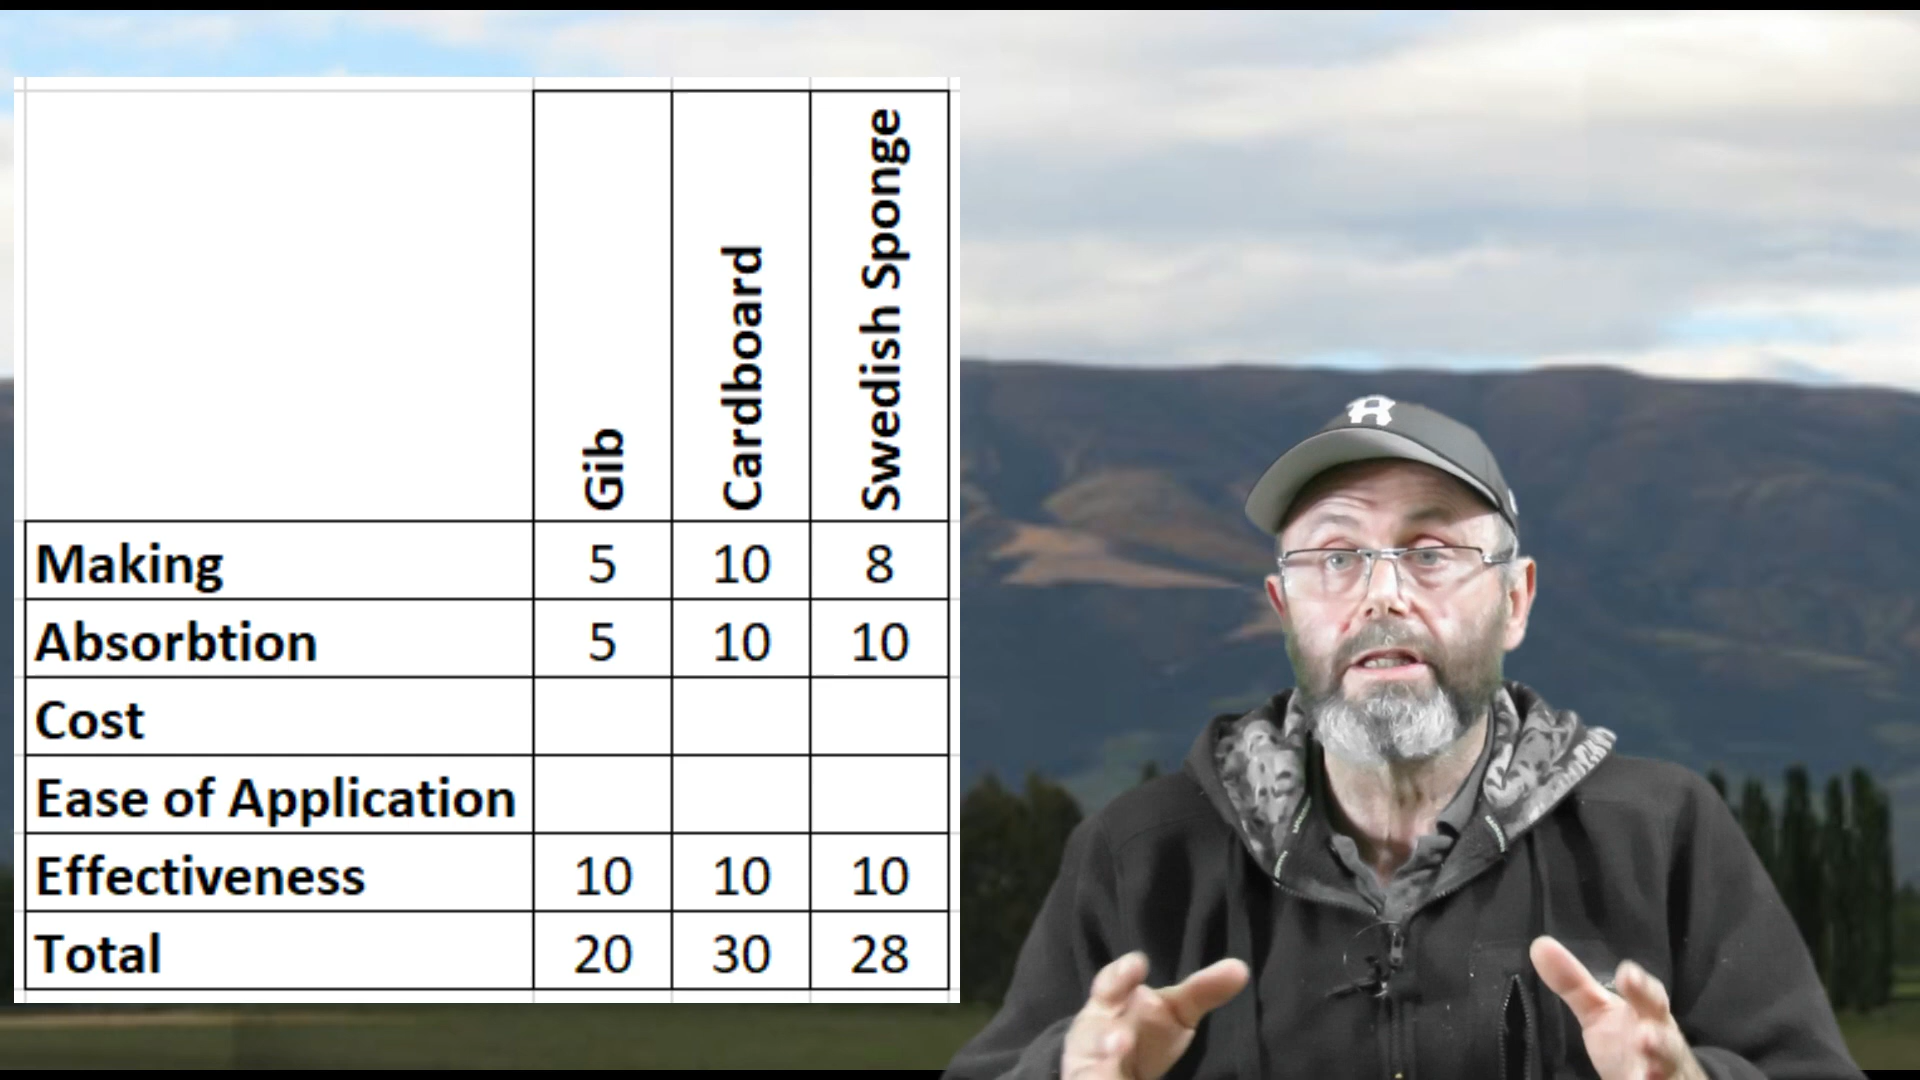 Gib Cardboard Swedish Sponge
Making 5 10 8
Absorbtion 5 10 10
Cost
Ease of Application
Effectiveness 10 10 10
Total 20 30 28
R